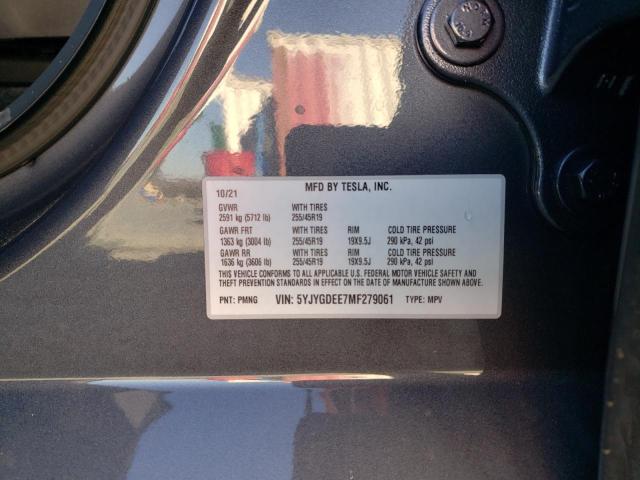 10/21 MFD BY TESLA, INC.
GVWR WITH TIRES
2591 kg (5712 lb) 255/45R19
GAWR FRT WITH TIRES RIM COLD TIRE PRESSURE
1363 kg (3004 lb) 255/45R19 19X9.5J 290 kPa, 42 psi
GAWR RR WITH TIRES RIM COLD TIRE PRESSURE
1636 kg (3606 lb) 255/45R19 19X9.5J 290 kPa, 42 psi
THIS VEHICLE CONFORMS TO ALL APPLICABLE U.S. FEDERAL MOTOR VEHICLE SAFETY AND
THEFT PREVENTION STANDARDS IN EFFECT ON THE DATE OF MANUFACTURE SHOWN ABOVE.
PNT: PMNG VIN: 5YJYGDEE7MF279061 TYPE: MPV